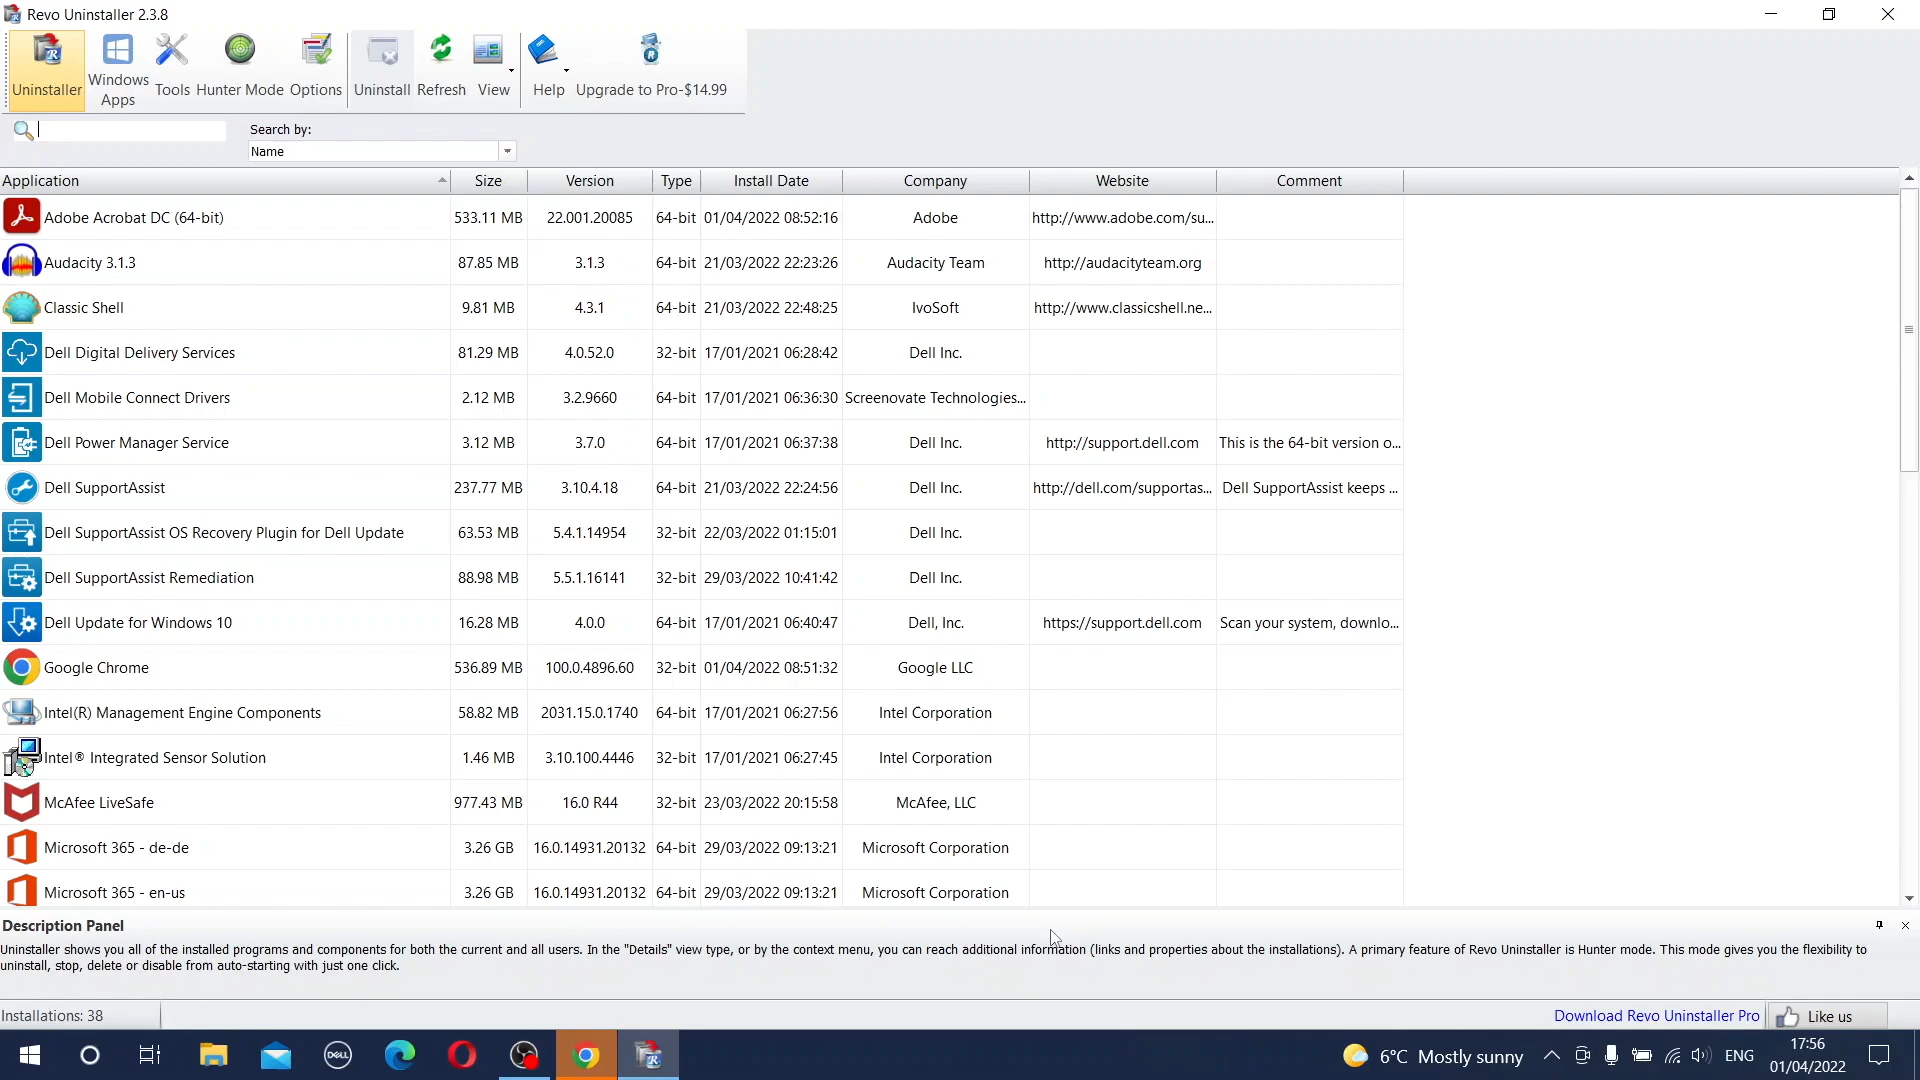 Revo Uninstaller 2.3.8
Uninstaller
Windows Apps
Tools
Hunter Mode
Options
Uninstall
Refresh
View
Help
Upgrade to Pro-$14.99
Search by:
Name
Application Size Version Type Install Date Company Website Comment
Adobe Acrobat DC (64-bit) 533.11 MB 22.001.20085 64-bit 01/04/2022 08:52:16 Adobe http://www.adobe.com/su...
Audacity 3.1.3 87.85 MB 3.1.3 64-bit 21/03/2022 22:23:26 Audacity Team http://audacityteam.org
Classic Shell 9.81 MB 4.3.1 64-bit 21/03/2022 22:48:25 IvoSoft http://www.classicshell.ne...
Dell Digital Delivery Services 81.29 MB 4.0.52.0 32-bit 17/01/2021 06:28:42 Dell Inc.
Dell Mobile Connect Drivers 2.12 MB 3.2.9660 64-bit 17/01/2021 06:36:30 Screenovate Technologies...
Dell Power Manager Service 3.12 MB 3.7.0 64-bit 17/01/2021 06:37:38 Dell Inc. http://support.dell.com This is the 64-bit version o...
Dell SupportAssist 237.77 MB 3.10.4.18 64-bit 21/03/2022 22:24:56 Dell Inc. http://dell.com/supportas... Dell SupportAssist keeps ...
Dell SupportAssist OS Recovery Plugin for Dell Update 63.53 MB 5.4.1.14954 32-bit 22/03/2022 01:15:01 Dell Inc.
Dell SupportAssist Remediation 88.98 MB 5.5.1.16141 32-bit 29/03/2022 10:41:42 Dell Inc.
Dell Update for Windows 10 16.28 MB 4.0.0 64-bit 17/01/2021 06:40:47 Dell, Inc. https://support.dell.com Scan your system, downlo...
Google Chrome 536.89 MB 100.0.4896.60 32-bit 01/04/2022 08:51:32 Google LLC
Intel(R) Management Engine Components 58.82 MB 2031.15.0.1740 64-bit 17/01/2021 06:27:56 Intel Corporation
Intel® Integrated Sensor Solution 1.46 MB 3.10.100.4446 32-bit 17/01/2021 06:27:45 Intel Corporation
McAfee LiveSafe 977.43 MB 16.0 R44 32-bit 23/03/2022 20:15:58 McAfee, LLC
Microsoft 365 - de-de 3.26 GB 16.0.14931.20132 64-bit 29/03/2022 09:13:21 Microsoft Corporation
Microsoft 365 - en-us 3.26 GB 16.0.14931.20132 64-bit 29/03/2022 09:13:21 Microsoft Corporation
Description Panel
Uninstaller shows you all of the installed programs and components for both the current and all users. In the "Details" view type, or by the context menu, you can reach additional information (links and properties about the installations). A primary feature of Revo Uninstaller is Hunter mode. This mode gives you the flexibility to
uninstall, stop, delete or disable from auto-starting with just one click.
Installations: 38
Download Revo Uninstaller Pro
Like us
DELL
6°C Mostly sunny
ENG
17:56
01/04/2022